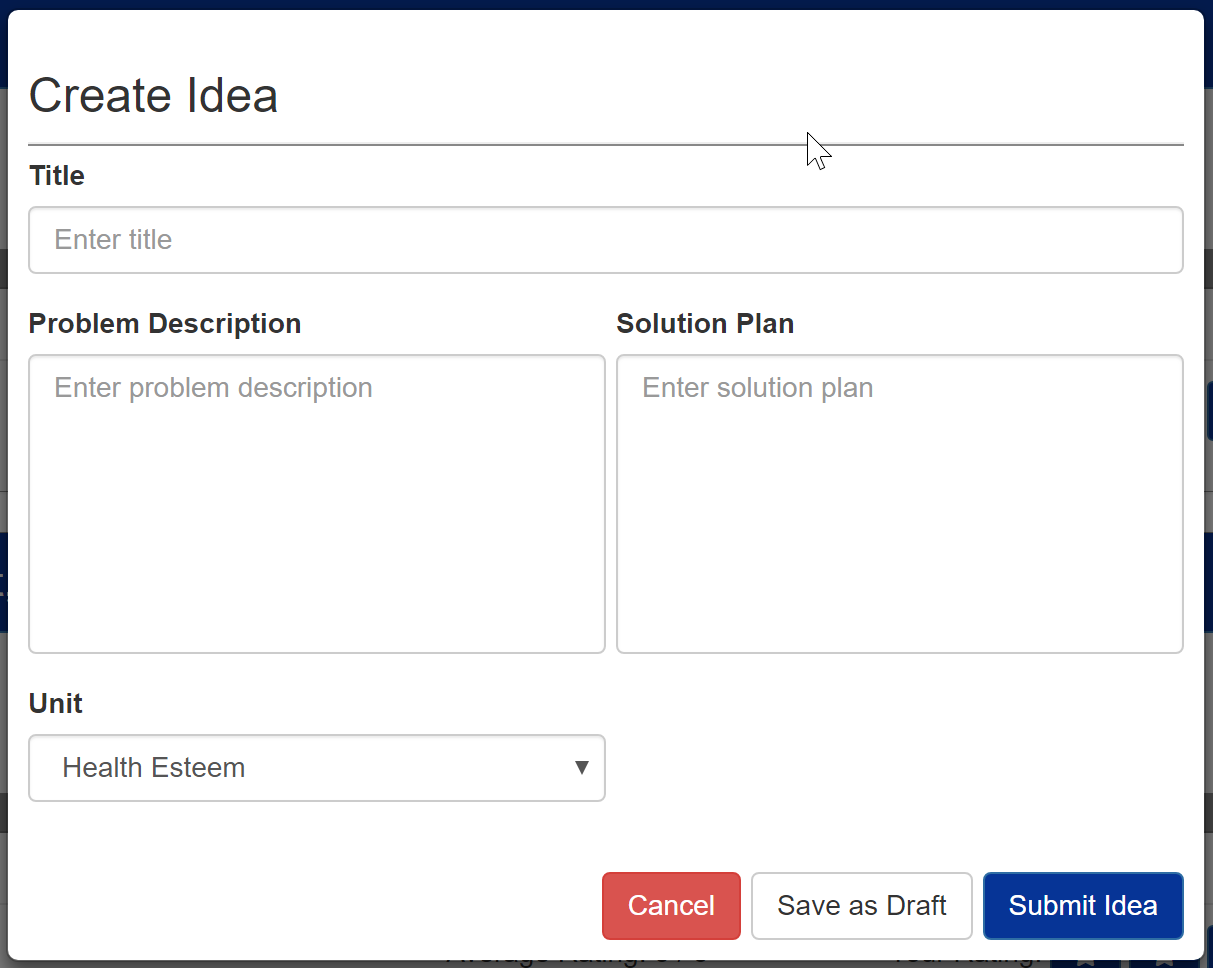 Create Idea
Title
Enter title
Problem Description
Solution Plan
Enter problem description
Enter solution plan
Unit
Health Esteem
Cancel
Save as Draft
Submit Idea